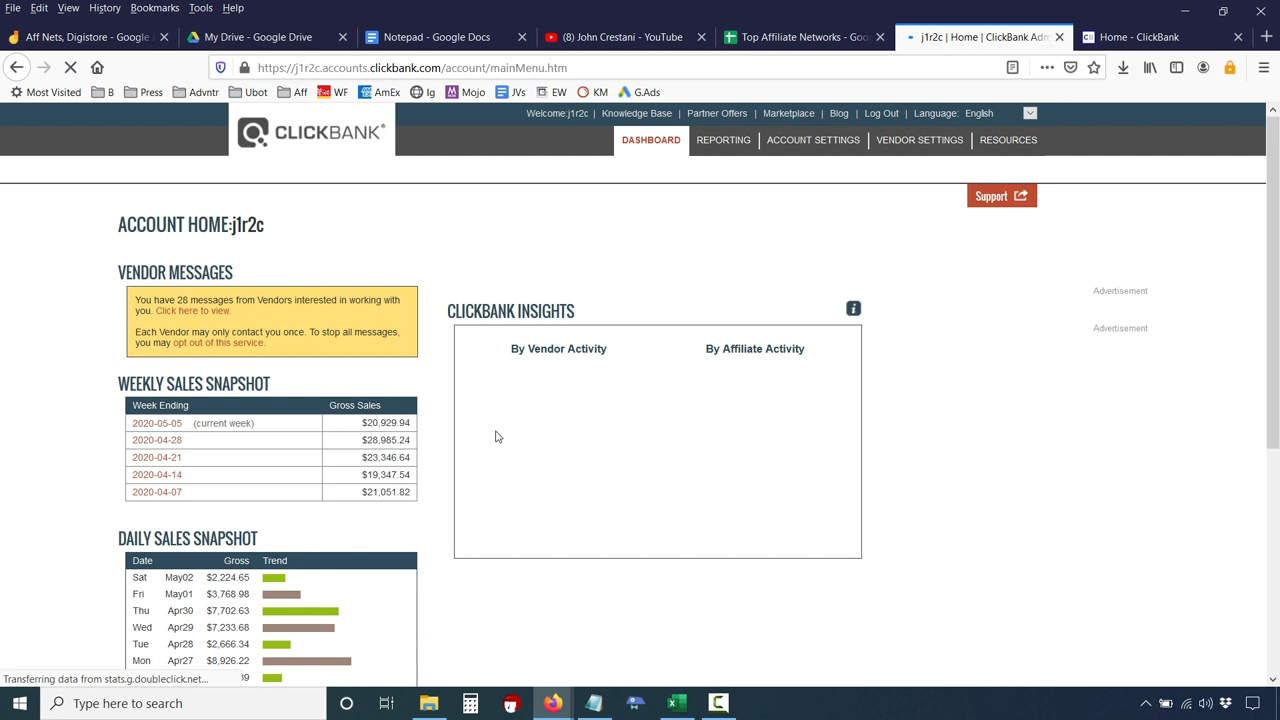 File Edit View History Bookmarks Tools Help
Aff Nets, Digistore - Google
My Drive - Google Drive
Notepad - Google Docs
(8) John Crestani - YouTube
Top Affiliate Networks - Goo
j1r2c | Home | ClickBank Adm
Home - ClickBank
https://j1r2c.accounts.clickbank.com/account/mainMenu.htm
Most Visited B Press Advntr Ubot Aff WF AmEx Ig Mojo JVs EW KM G.Ads
Welcome:j1r2c | Knowledge Base | Partner Offers | Marketplace | Blog | Log Out | Language: English
CLICKBANK
DASHBOARD REPORTING ACCOUNT SETTINGS VENDOR SETTINGS RESOURCES
Support
ACCOUNT HOME:j1r2c
VENDOR MESSAGES
You have 28 messages from Vendors interested in working with
you. Click here to view.
Each Vendor may only contact you once. To stop all messages,
you may opt out of this service.
WEEKLY SALES SNAPSHOT
Week Ending Gross Sales
2020-05-05 (current week) $20,929.94
2020-04-28 $28,985.24
2020-04-21 $23,346.64
2020-04-14 $19,347.54
2020-04-07 $21,051.82
DAILY SALES SNAPSHOT
Date Gross Trend
Sat May02 $2,224.65
Fri May01 $3,768.98
Thu Apr30 $7,702.63
Wed Apr29 $7,233.68
Tue Apr28 $2,666.34
Mon Apr27 $8,926.22
39
CLICKBANK INSIGHTS
By Vendor Activity By Affiliate Activity
Advertisement
Advertisement
Transferring data from stats.g.doubleclick.net...
Type here to search